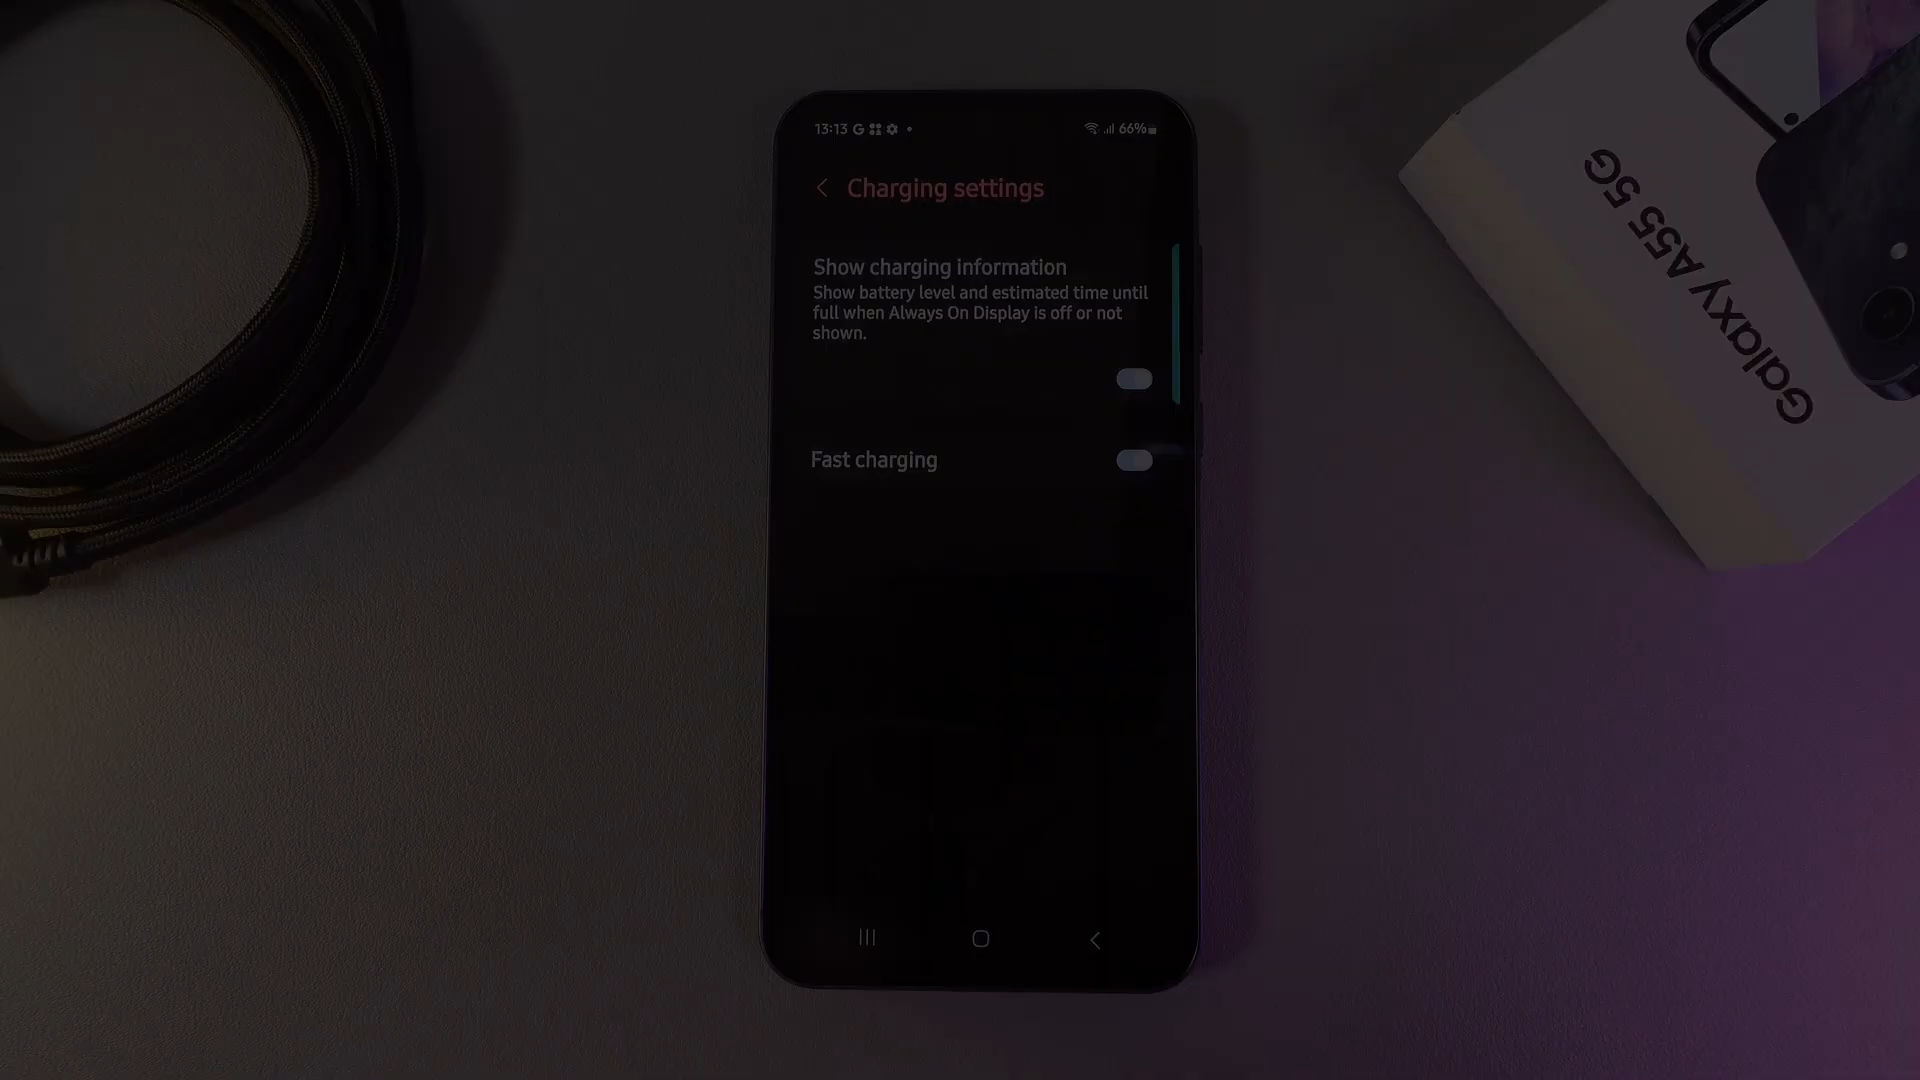 13:13 G
66%
Charging settings
Show charging information
Show battery level and estimated time until
full when Always On Display is off or not
shown.
Fast charging
Galaxy A55 5G